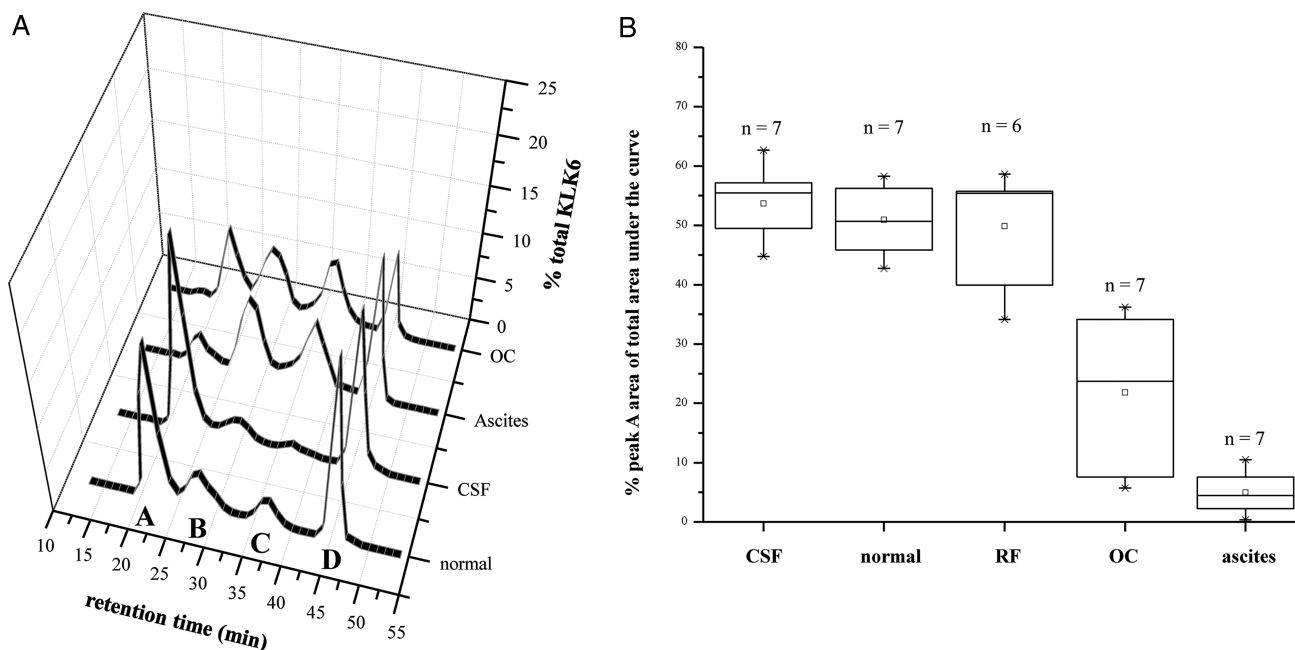 A
25
20
15
10
5
0
% total KLK6
OC
Ascites
CSF
normal
A B C D
10 15 20 25 30 35 40 45 50 55
retention time (min)
B
80
70
60
50
40
30
20
10
0
% peak A area of total area under the curve
n = 7 n = 7 n = 6 n = 7 n = 7
CSF normal RF OC ascites